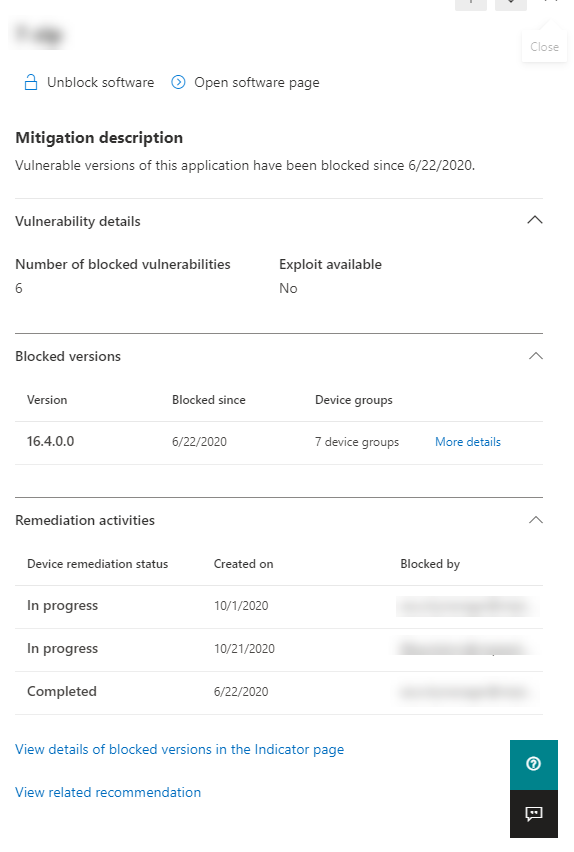 Close
Unblock software Open software page
Mitigation description
Vulnerable versions of this application have been blocked since 6/22/2020.
Vulnerability details
Number of blocked vulnerabilities Exploit available
6 No
Blocked versions
Version Blocked since Device groups
16.4.0.0 6/22/2020 7 device groups More details
Remediation activities
Device remediation status Created on Blocked by
In progress 10/1/2020
In progress 10/21/2020
Completed 6/22/2020
View details of blocked versions in the Indicator page
View related recommendation